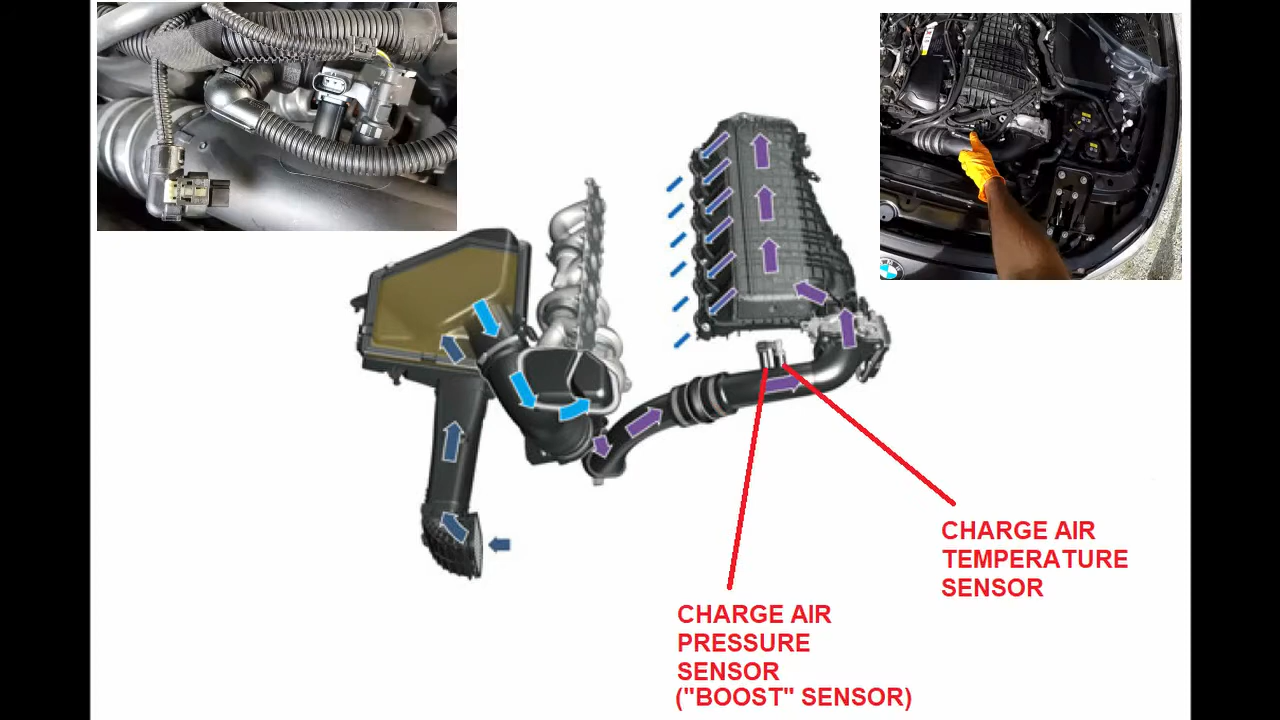 CHARGE AIR
TEMPERATURE
SENSOR
CHARGE AIR
PRESSURE
SENSOR
("BOOST" SENSOR)